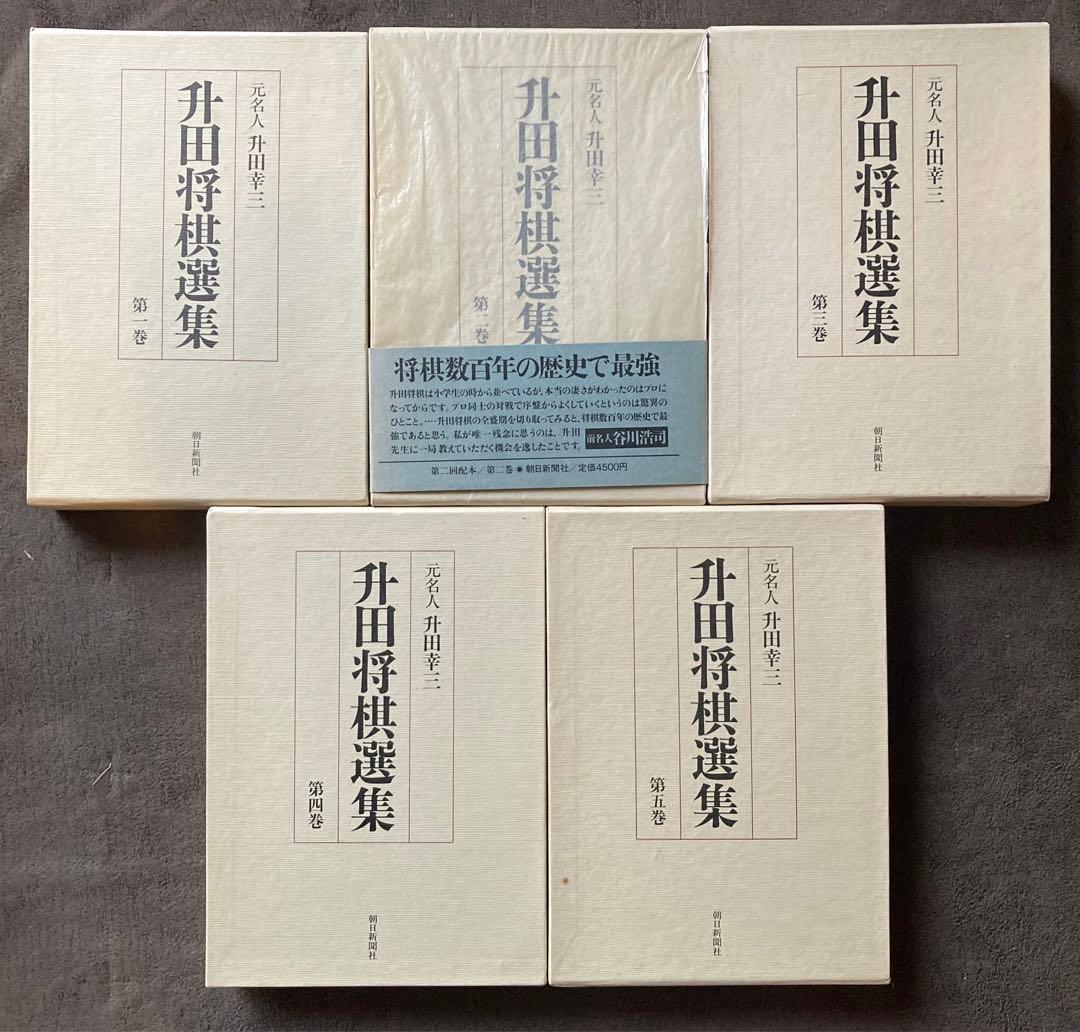 元名人 升田幸三
升田将棋選集
第一巻
朝日新聞社
元名人 升田幸三
升田将棋選集
第二巻
将棋数百年の歴史で最強
升田将棋は小学生の時から並べているが、本当の凄さがわかったのはプロに
なってからです。プロ同士の対戦で序盤からよくしていくというのは驚異の
ひとこと。……升田将棋の全盛期を切り取ってみると、将棋数百年の歴史で最
強であると思う。私が唯一残念に思うのは、升田
先生に一局教えていただく機会を逸したことです。
前名人 谷川浩司
第二回配本/第二巻●朝日新聞社/定価4500円
元名人 升田幸三
升田将棋選集
第三巻
朝日新聞社
元名人 升田幸三
升田将棋選集
第四巻
朝日新聞社
元名人 升田幸三
升田将棋選集
第五巻
朝日新聞社